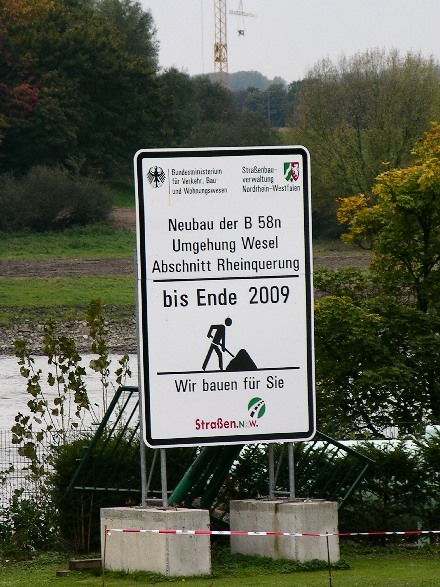 Bundesministerium
für Verkehr, Bau
und Wohnungswesen
Straßenbau-
verwaltung
Nordrhein-Westfalen
Neubau der B 58n
Umgehung Wesel
Abschnitt Rheinquerung
bis Ende 2009
Wir bauen für Sie
Straßen.NRW.